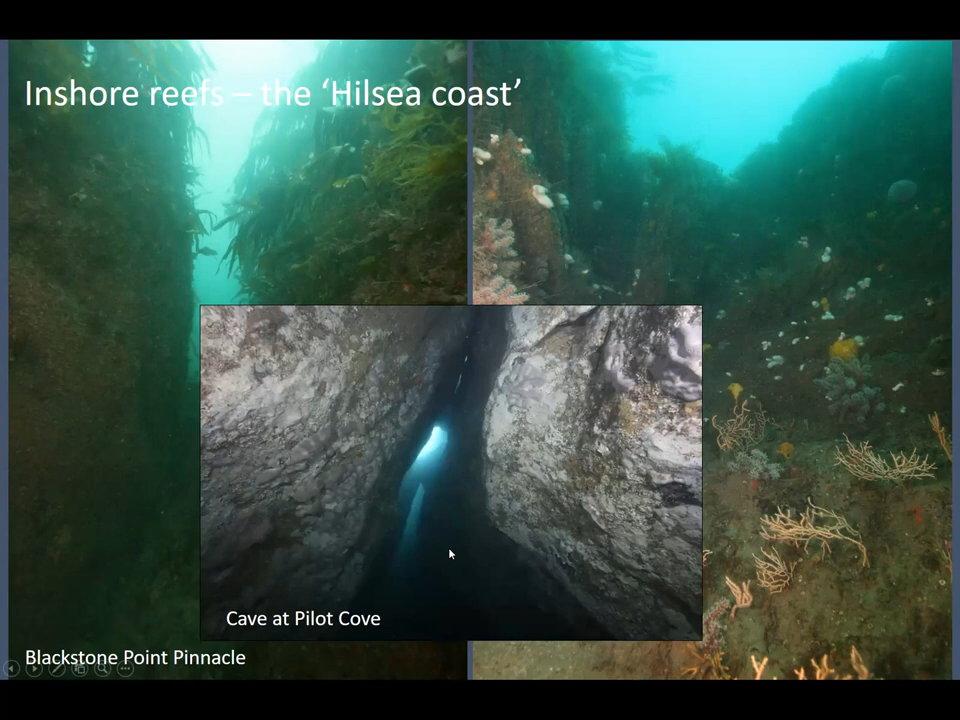 Inshore reefs – the ‘Hilsea coast’
Cave at Pilot Cove
Blackstone Point Pinnacle